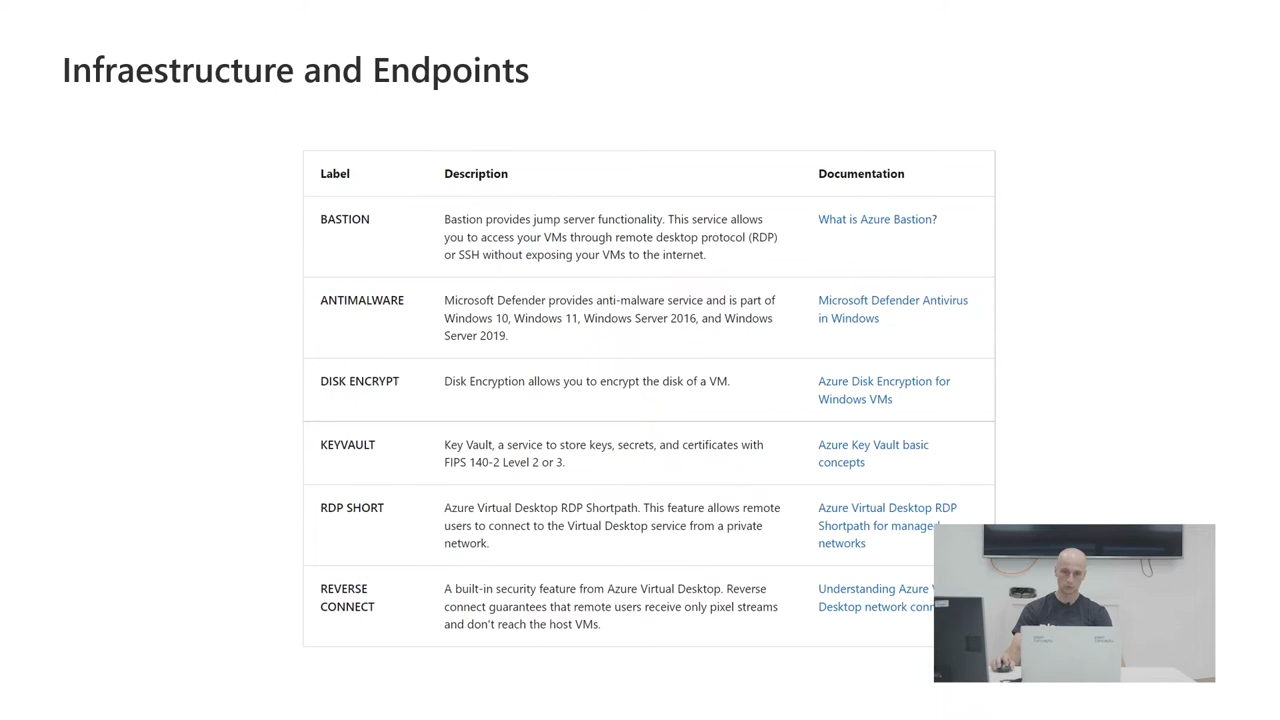 Infraestructure and Endpoints
Label Description Documentation
BASTION Bastion provides jump server functionality. This service allows What is Azure Bastion?
you to access your VMs through remote desktop protocol (RDP)
or SSH without exposing your VMs to the internet.
ANTIMALWARE Microsoft Defender provides anti-malware service and is part of Microsoft Defender Antivirus
Windows 10, Windows 11, Windows Server 2016, and Windows in Windows
Server 2019.
DISK ENCRYPT Disk Encryption allows you to encrypt the disk of a VM. Azure Disk Encryption for
Windows VMs
KEYVAULT Key Vault, a service to store keys, secrets, and certificates with Azure Key Vault basic
FIPS 140-2 Level 2 or 3. concepts
RDP SHORT Azure Virtual Desktop RDP Shortpath. This feature allows remote Azure Virtual Desktop RDP
users to connect to the Virtual Desktop service from a private Shortpath for managed
network. networks
REVERSE A built-in security feature from Azure Virtual Desktop. Reverse Understanding Azure
CONNECT connect guarantees that remote users receive only pixel streams Desktop network
and don't reach the host VMs.